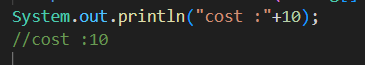 System.out.println("cost :"+10);
//cost :10